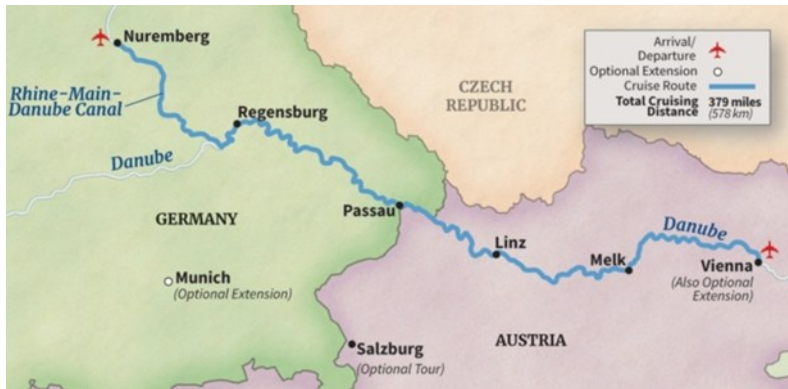 Nuremberg
Rhine-Main-
Danube Canal
Regensburg
Danube
GERMANY
Munich
(Optional Extension)
Passau
CZECH
REPUBLIC
Linz
Melk
Danube
Vienna
(Also Optional
Extension)
AUSTRIA
Salzburg
(Optional Tour)
Arrival/
Departure
Optional Extension
Cruise Route
Total Cruising 379 miles
Distance (578 km)